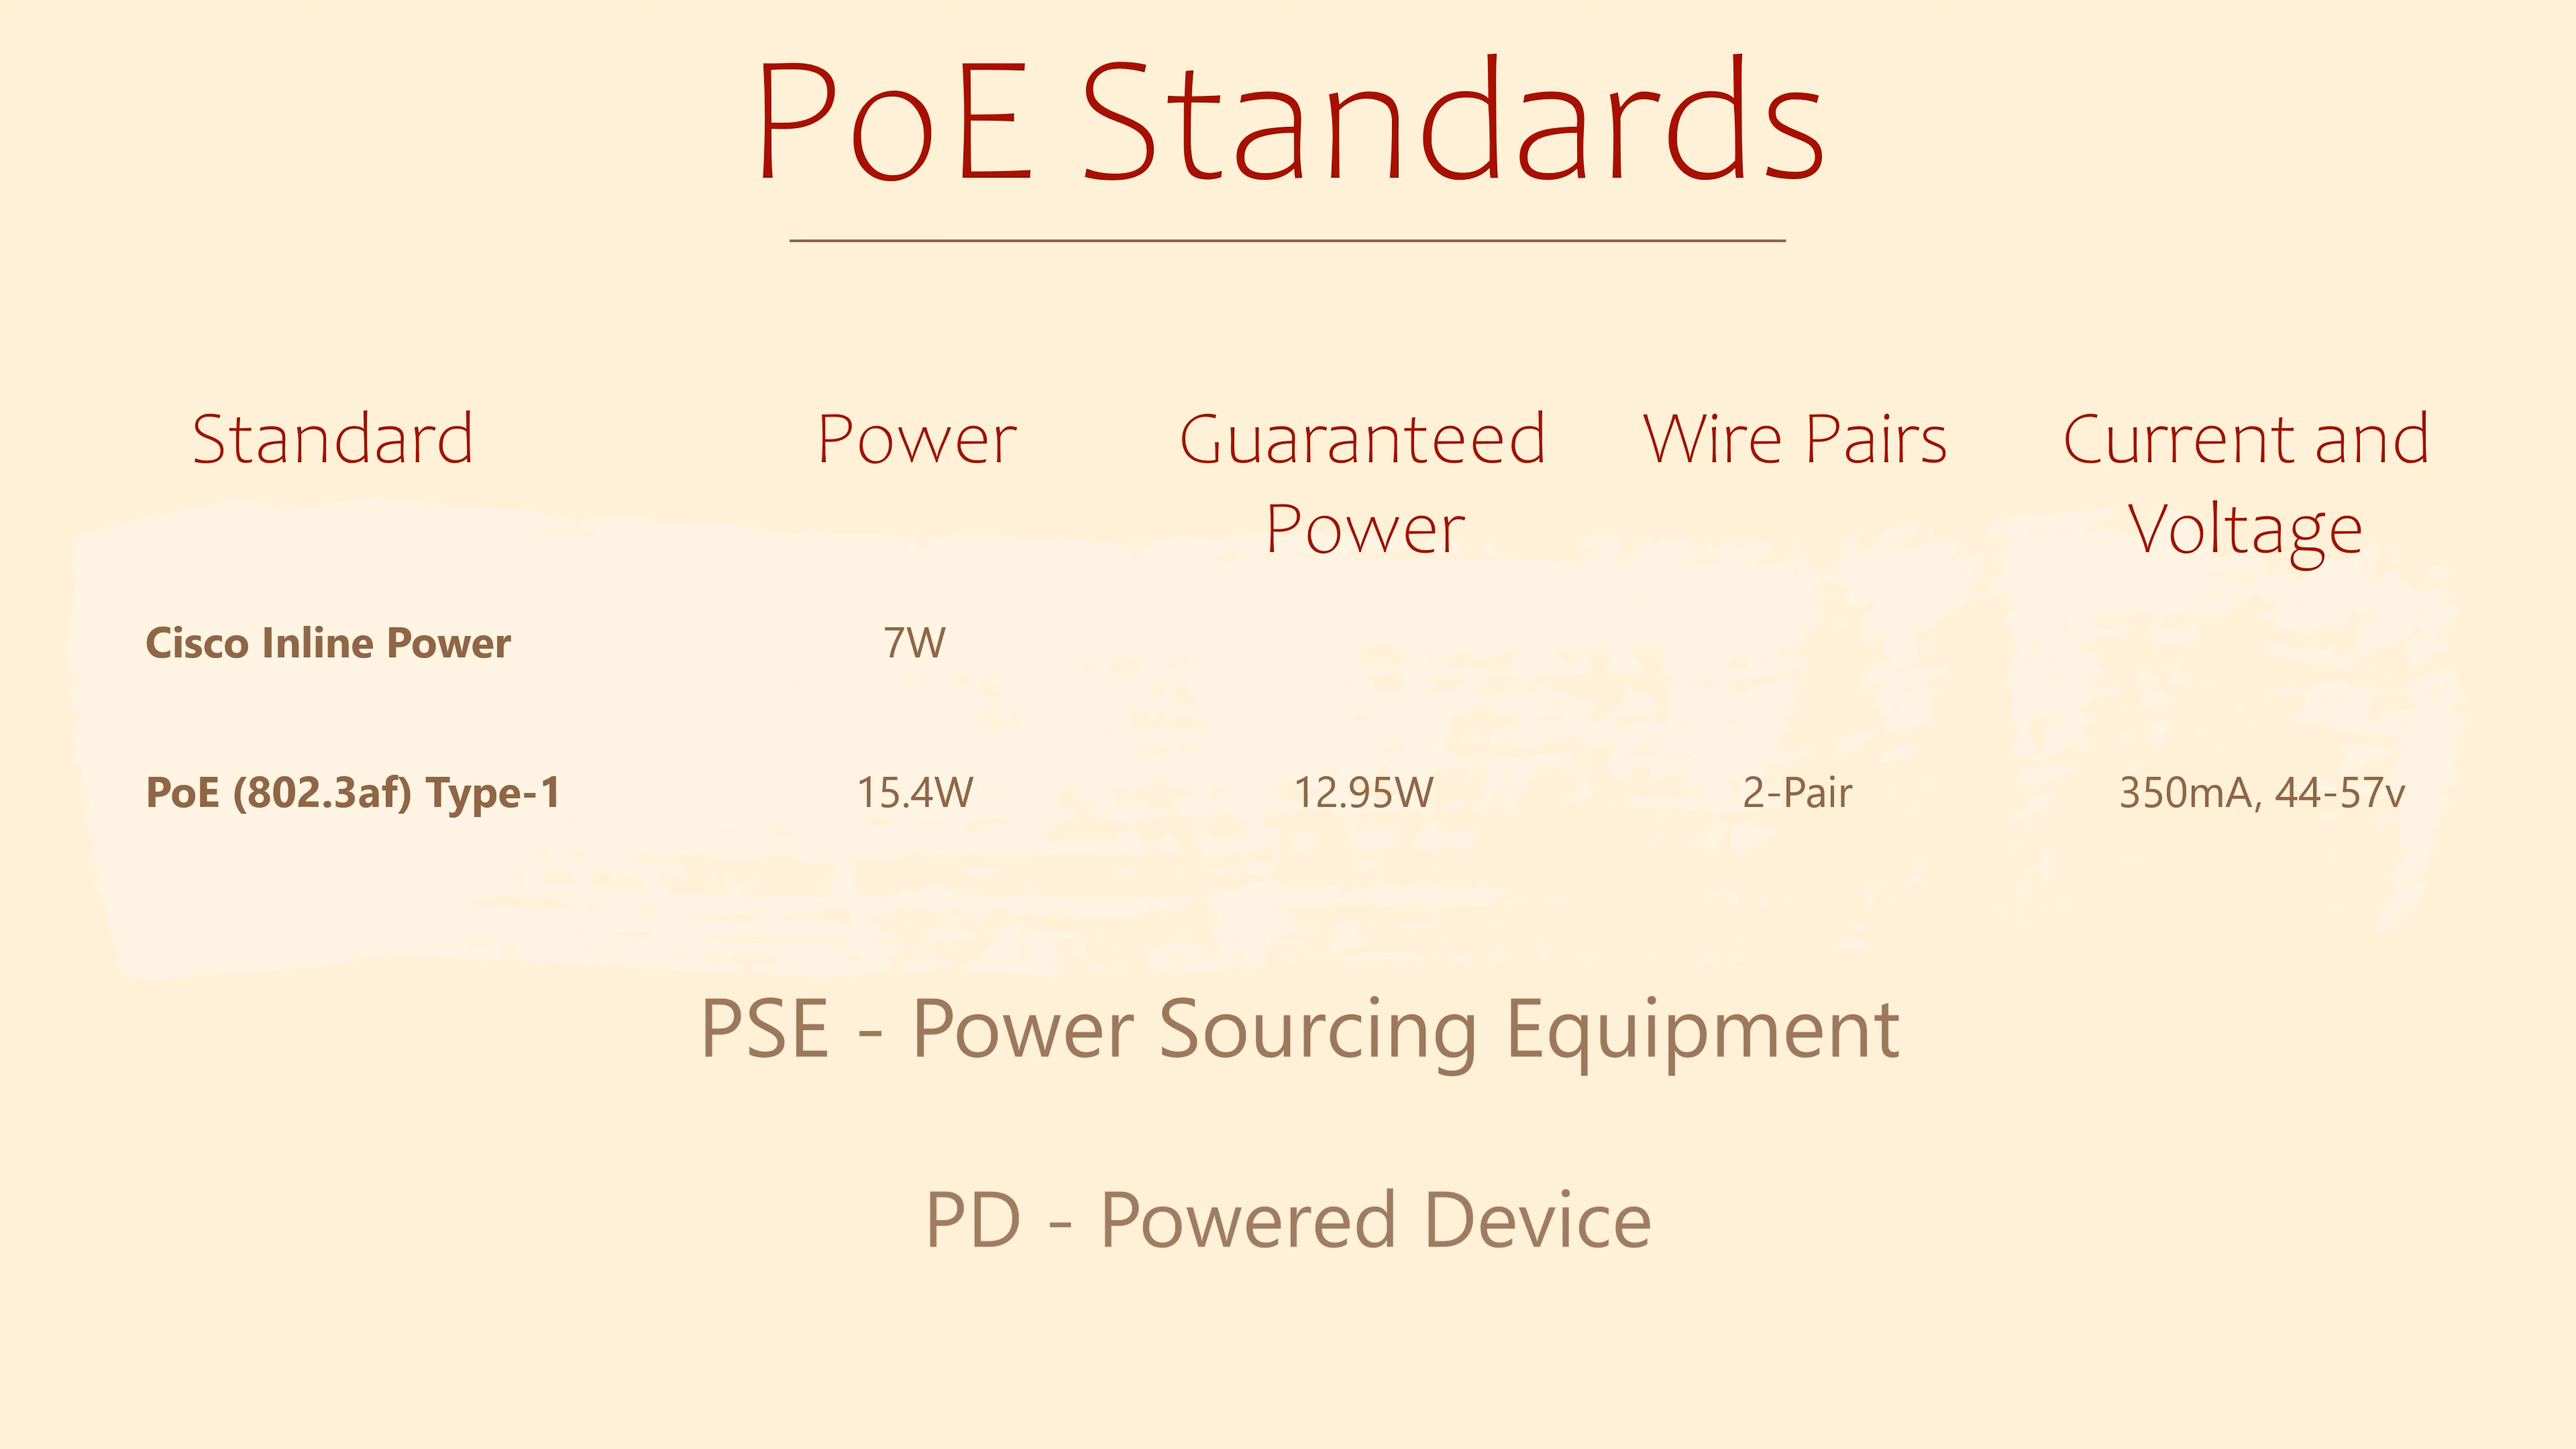 PoE Standards
Standard Power Guaranteed Power Wire Pairs Current and Voltage
Cisco Inline Power 7W
PoE (802.3af) Type-1 15.4W 12.95W 2-Pair 350mA, 44-57v
PSE - Power Sourcing Equipment
PD - Powered Device